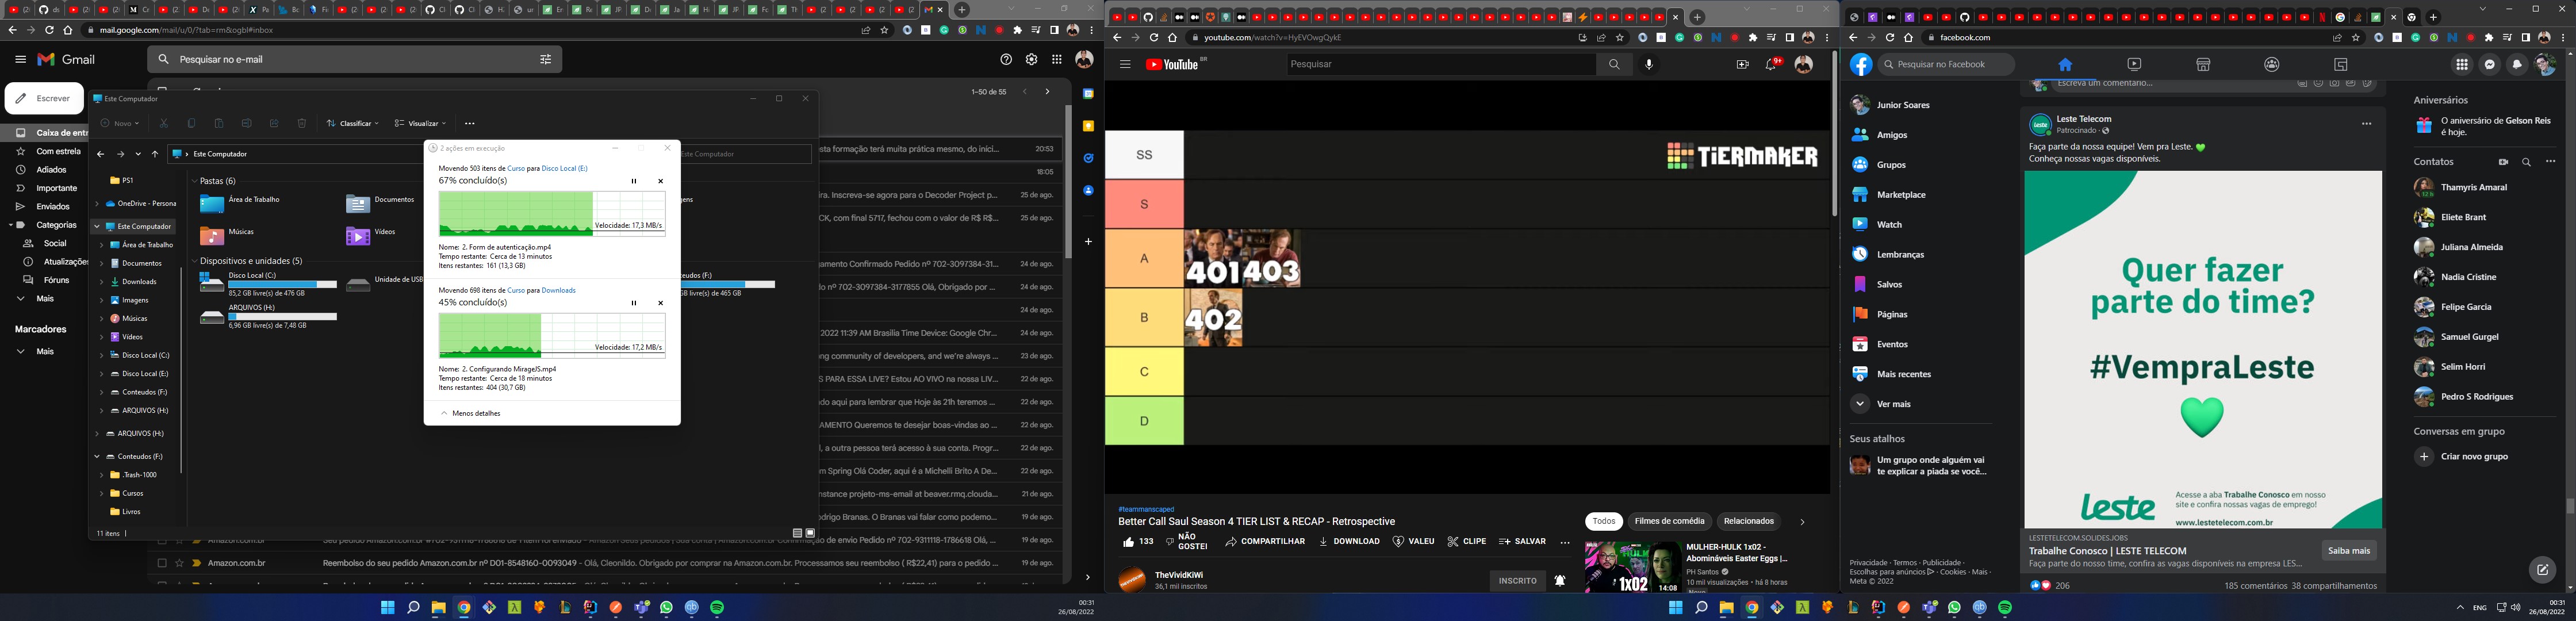 mail.google.com/mail/u/0/?tab=rm&ogbl#inbox
Gmail
Pesquisar no e-mail
Escrever
1–50 de 55
Caixa de entr
Com estrela
Adiados
Importante
Enviados
Categorias
Social
Atualizações
Fóruns
Mais
Marcadores
Mais
Este Computador
Novo
Classificar
Visualizar
Este Computador
Este Computador
PS1
OneDrive - Persona
Este Computador
Área de Trabalho
Documentos
Downloads
Imagens
Músicas
Vídeos
Disco Local (C:)
Disco Local (E:)
Conteudos (F:)
ARQUIVOS (H:)
ARQUIVOS (H:)
Conteudos (F:)
.Trash-1000
Cursos
Livros
11 itens
Pastas (6)
Área de Trabalho
Documentos
Músicas
Vídeos
Dispositivos e unidades (5)
Disco Local (C:)
85,2 GB livre(s) de 476 GB
Unidade de USB
ARQUIVOS (H:)
6,96 GB livre(s) de 7,48 GB
eudos (F:)
GB livre(s) de 465 GB
2 ações em execução
Movendo 503 itens de Curso para Disco Local (E:)
67% concluído(s)
Velocidade: 17,3 MB/s
Nome: 2. Form de autenticação.mp4
Tempo restante: Cerca de 13 minutos
Itens restantes: 161 (13,3 GB)
Movendo 698 itens de Curso para Downloads
45% concluído(s)
Velocidade: 17,2 MB/s
Nome: 2. Configurando MirageJS.mp4
Tempo restante: Cerca de 18 minutos
Itens restantes: 404 (30,7 GB)
Menos detalhes
esta formação terá muita prática mesmo, do iníci... 20:53
18:05
ira. Inscreva-se agora para o Decoder Project p... 25 de ago.
CK, com final 5717, fechou com o valor de R$ R$... 25 de ago.
gamento Confirmado Pedido nº 702-3097384-31... 24 de ago.
do nº 702-3097384-3177855 Olá, Obrigado por ... 24 de ago.
24 de ago.
2022 11:39 AM Brasilia Time Device: Google Chr... 24 de ago.
ng community of developers, and we're always ... 23 de ago.
S PARA ESSA LIVE? Estou AO VIVO na nossa LIV... 22 de ago.
do aqui para lembrar que Hoje às 21h teremos ... 22 de ago.
AMENTO Queremos te desejar boas-vindas ao ... 22 de ago.
l, a outra pessoa terá acesso à sua conta. Progr... 22 de ago.
m Spring Olá Coder, aqui é a Michelli Brito A De... 22 de ago.
nstance projeto-ms-email at beaver.rmq.clouda... 21 de ago.
odrigo Branas. O Branas vai falar como podemo... 19 de ago.
Amazon.com.br
19 de ago.
Amazon.com.br Reembolso do seu pedido Amazon.com.br nº D01-8548160-0093049 - Olá, Cleonildo. Obrigado por comprar na Amazon.com.br. Processamos seu reembolso ( R$22,41) para o pedido ... 19 de ago.
00:31
26/08/2022
youtube.com/watch?v=HyEVOwgQykE
YouTube BR
Pesquisar
9+
SS
TIERMAKER
S
A
401 403
B
402
C
D
#teammanscaped
Better Call Saul Season 4 TIER LIST & RECAP - Retrospective
133
NÃO GOSTEI
COMPARTILHAR
DOWNLOAD
VALEU
CLIPE
SALVAR
TheVividKiWi
36,1 mil inscritos
INSCRITO
Todos
Filmes de comédia
Relacionados
MULHER-HULK 1x02 -
Abomináveis Easter Eggs |...
PH Santos
10 mil visualizações • há 8 horas
Novo
1x02
14:08
facebook.com
Pesquisar no Facebook
Junior Soares
Amigos
Grupos
Marketplace
Watch
Lembranças
Salvos
Páginas
Eventos
Mais recentes
Ver mais
Seus atalhos
Um grupo onde alguém vai
te explicar a piada se você...
Privacidade · Termos · Publicidade ·
Escolhas para anúncios · Cookies · Mais ·
Meta © 2022
Escreva um comentário...
Leste Telecom
Patrocinado ·
Faça parte da nossa equipe! Vem pra Leste. 💚
Conheça nossas vagas disponíveis.
Quer fazer
parte do time?
#VempraLeste
leste
Acesse a aba Trabalhe Conosco em nosso
site e confira nossas vagas de emprego!
www.lestetelecom.com.br
LESTETELECOM.SOLIDES.JOBS
Trabalhe Conosco | LESTE TELECOM
Faça parte do nosso time, confira as vagas disponíveis na empresa LES...
Saiba mais
206
185 comentários 38 compartilhamentos
Aniversários
O aniversário de Gelson Reis
é hoje.
Contatos
Thamyris Amaral
Eliete Brant
Juliana Almeida
Nadia Cristine
Felipe Garcia
Samuel Gurgel
Selim Horri
Pedro S Rodrigues
Conversas em grupo
Criar novo grupo
ENG
00:31
26/08/2022